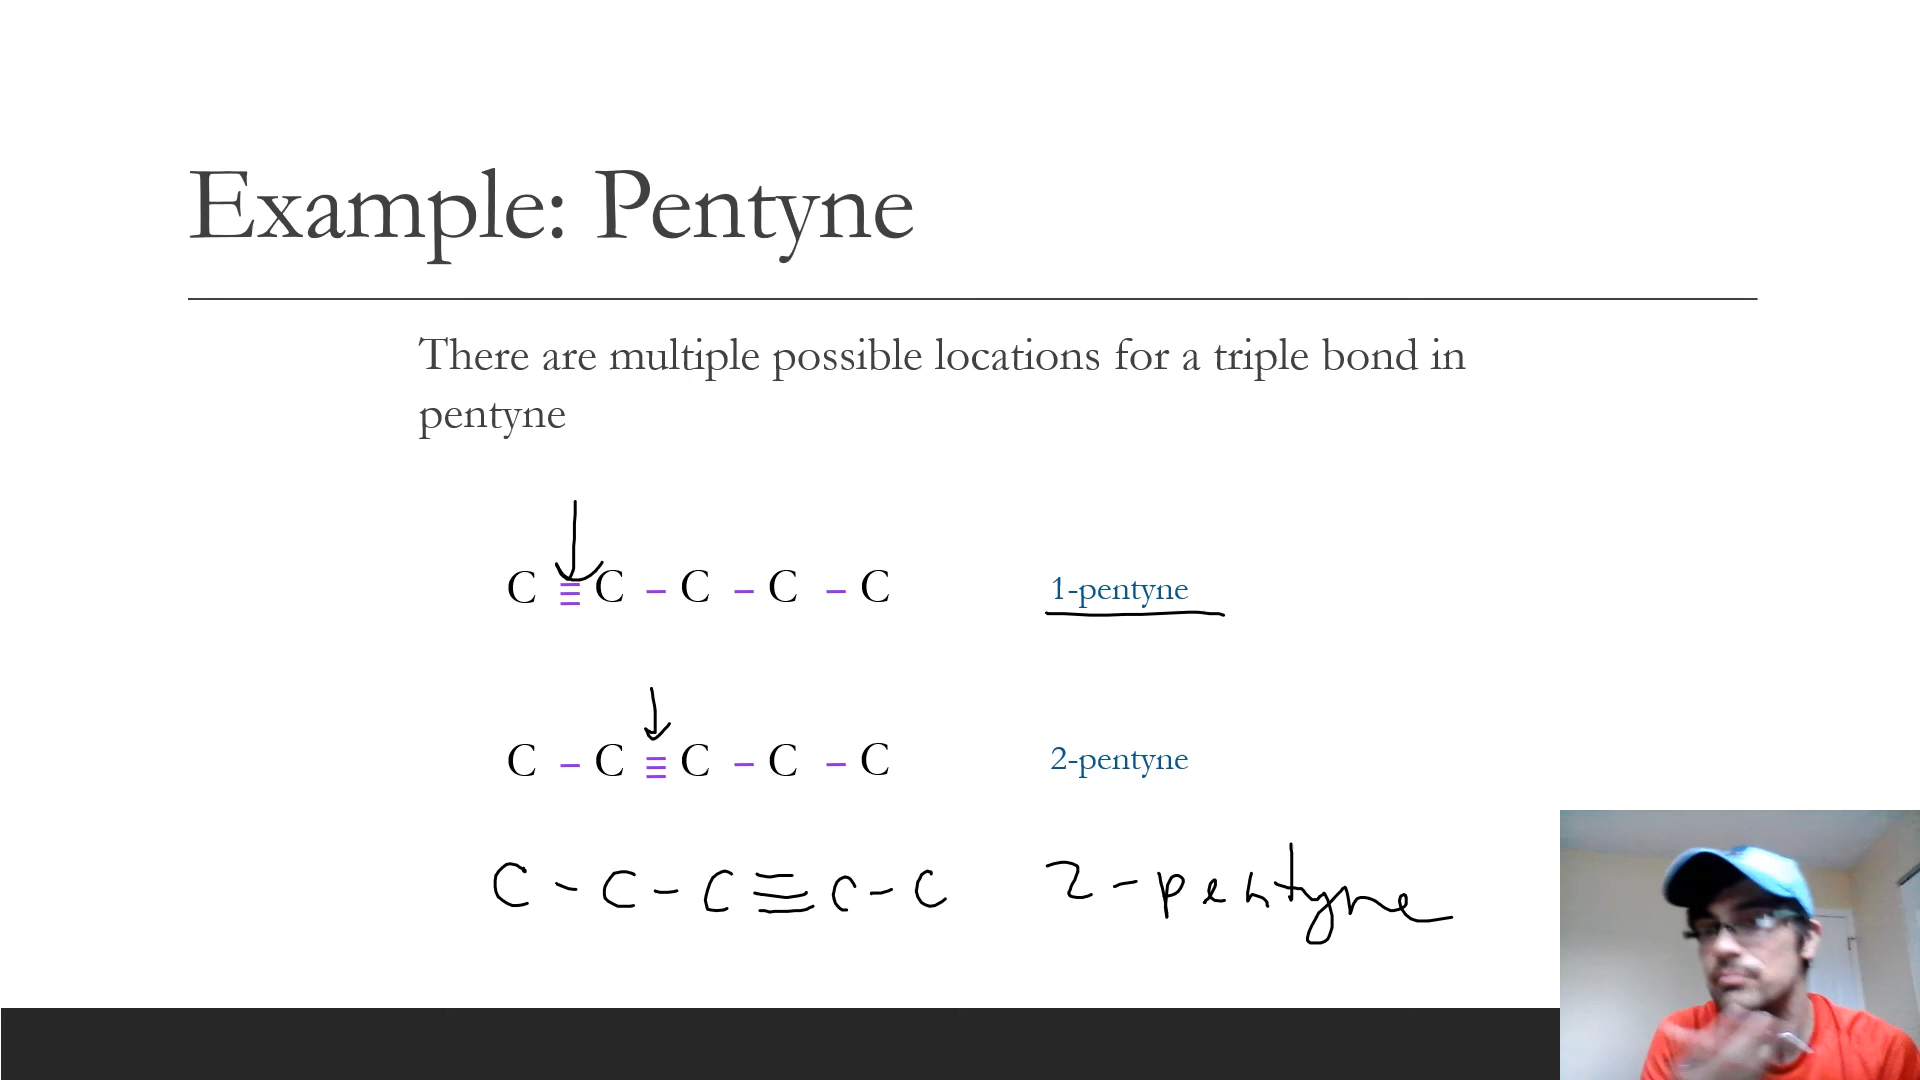 Example: Pentyne
There are multiple possible locations for a triple bond in
pentyne
C ≡ C – C – C – C 1-pentyne
C – C ≡ C – C – C 2-pentyne
C - C - C ≡ C - C 2-pentyne